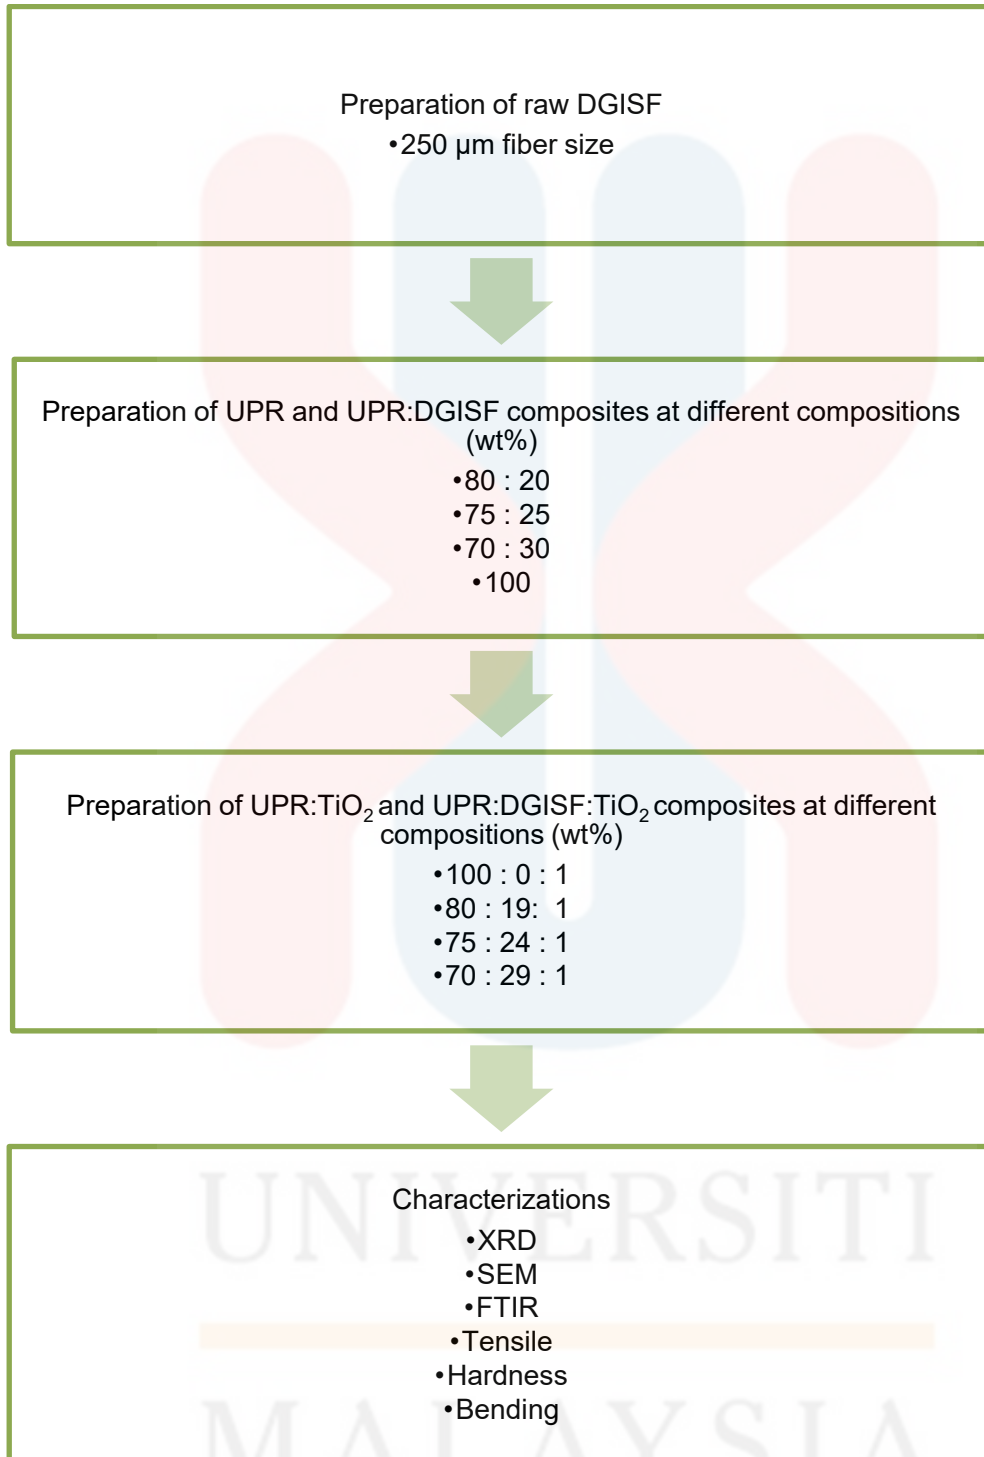 Preparation of raw DGISF
•250 µm fiber size
Preparation of UPR and UPR:DGISF composites at different compositions
(wt%)
•80 : 20
•75 : 25
•70 : 30
•100
Preparation of UPR:TiO₂ and UPR:DGISF:TiO₂ composites at different
compositions (wt%)
•100 : 0 : 1
•80 : 19: 1
•75 : 24 : 1
•70 : 29 : 1
Characterizations
•XRD
•SEM
•FTIR
•Tensile
•Hardness
•Bending
UNIVERSITI
MALAYSIA